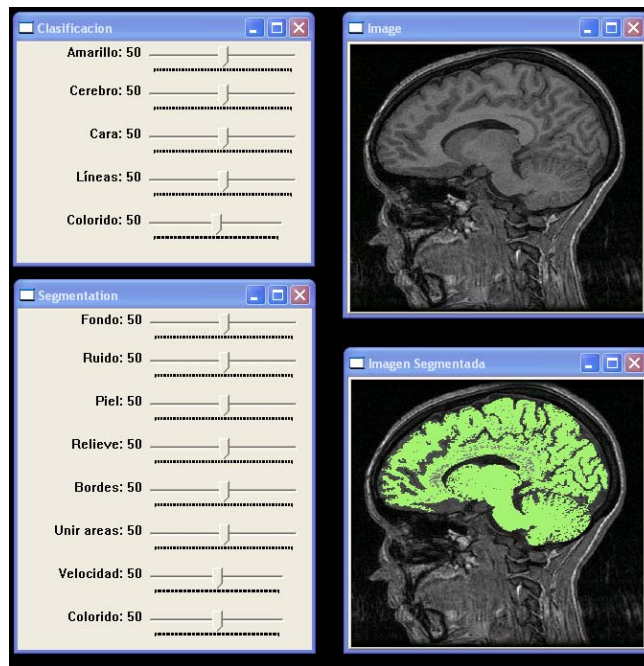 Clasificacion
Amarillo: 50
Cerebro: 50
Cara: 50
Líneas: 50
Colorido: 50
Image
Segmentation
Fondo: 50
Ruido: 50
Piel: 50
Relieve: 50
Bordes: 50
Unir areas: 50
Velocidad: 50
Colorido: 50
Imagen Segmentada